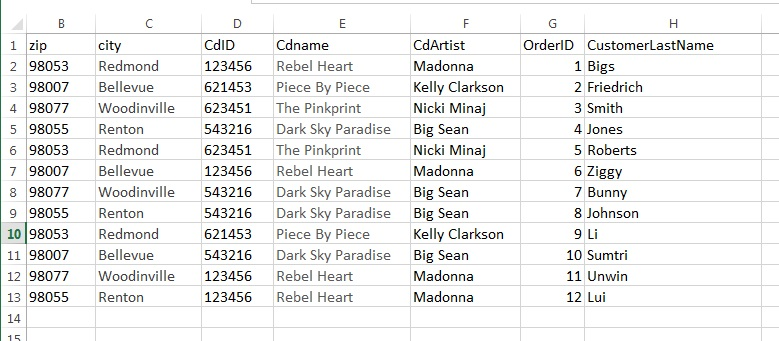 B C D E F G H
1 zip city CdID Cdname CdArtist OrderID CustomerLastName
2 98053 Redmond 123456 Rebel Heart Madonna 1 Bigs
3 98007 Bellevue 621453 Piece By Piece Kelly Clarkson 2 Friedrich
4 98077 Woodinville 623451 The Pinkprint Nicki Minaj 3 Smith
5 98055 Renton 543216 Dark Sky Paradise Big Sean 4 Jones
6 98053 Redmond 623451 The Pinkprint Nicki Minaj 5 Roberts
7 98007 Bellevue 123456 Rebel Heart Madonna 6 Ziggy
8 98077 Woodinville 543216 Dark Sky Paradise Big Sean 7 Bunny
9 98055 Renton 543216 Dark Sky Paradise Big Sean 8 Johnson
10 98053 Redmond 621453 Piece By Piece Kelly Clarkson 9 Li
11 98007 Bellevue 543216 Dark Sky Paradise Big Sean 10 Sumtri
12 98077 Woodinville 123456 Rebel Heart Madonna 11 Unwin
13 98055 Renton 123456 Rebel Heart Madonna 12 Lui
14
15